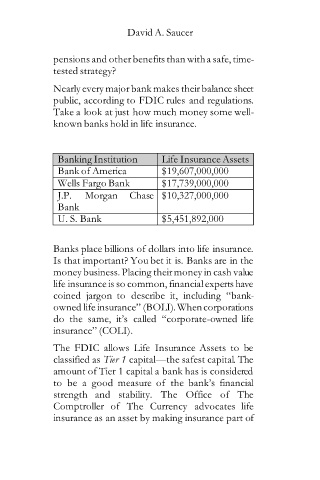 David A. Saucer
pensions and other benefits than with a safe, time-
tested strategy?
Nearly every major bank makes their balance sheet
public, according to FDIC rules and regulations.
Take a look at just how much money some well-
known banks hold in life insurance.
Banking Institution Life Insurance Assets
Bank of America $19,607,000,000
Wells Fargo Bank $17,739,000,000
J.P. Morgan Chase $10,327,000,000
Bank
U. S. Bank $5,451,892,000
Banks place billions of dollars into life insurance.
Is that important? You bet it is. Banks are in the
money business. Placing their money in cash value
life insurance is so common, financial experts have
coined jargon to describe it, including “bank-
owned life insurance” (BOLI). When corporations
do the same, it’s called “corporate-owned life
insurance” (COLI).
The FDIC allows Life Insurance Assets to be
classified as Tier 1 capital—the safest capital. The
amount of Tier 1 capital a bank has is considered
to be a good measure of the bank’s financial
strength and stability. The Office of The
Comptroller of The Currency advocates life
insurance as an asset by making insurance part of